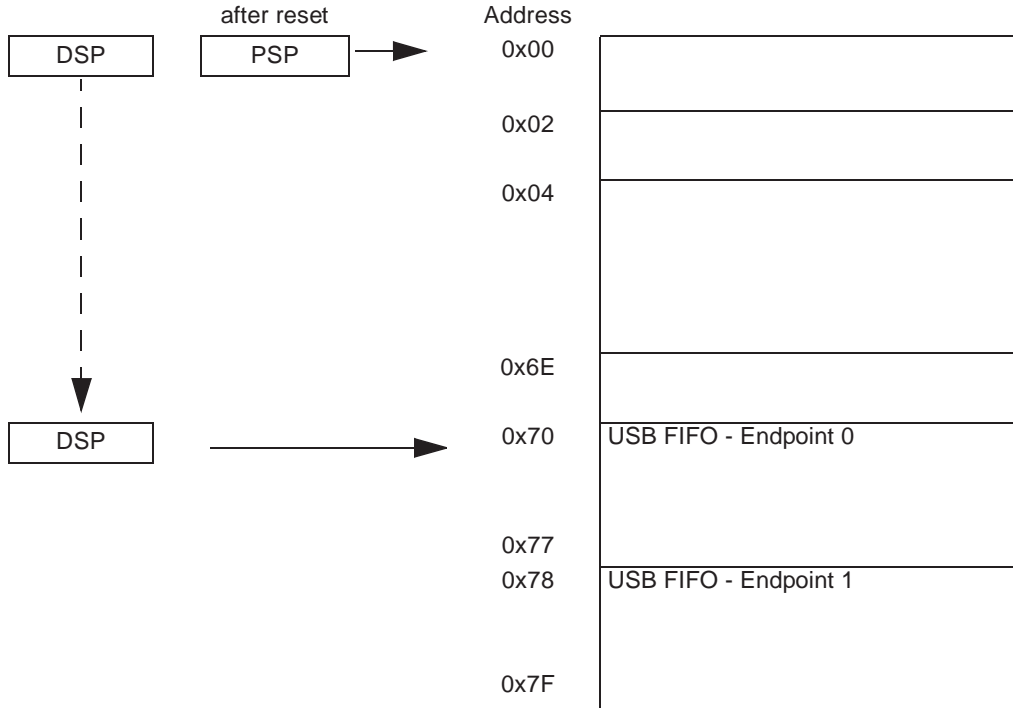 after reset Address
DSP PSP 0x00
0x02
0x04
0x6E
DSP 0x70 USB FIFO - Endpoint 0
0x77
0x78 USB FIFO - Endpoint 1
0x7F